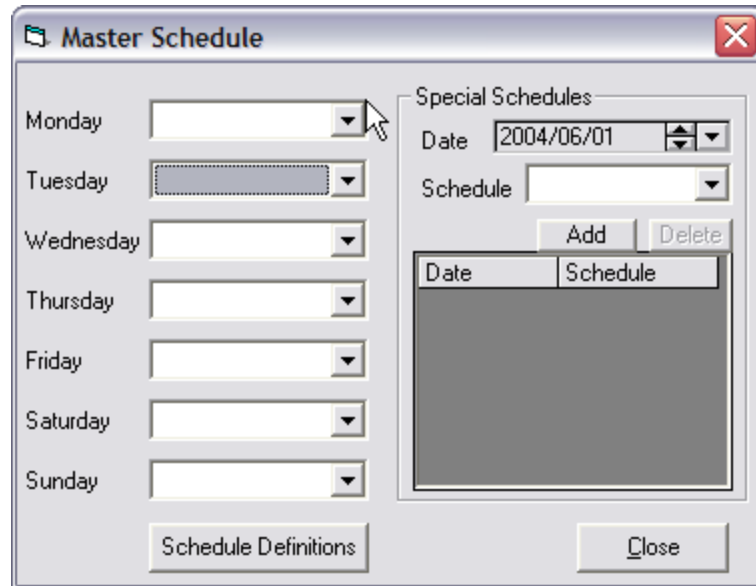 Master Schedule
Monday
Tuesday
Wednesday
Thursday
Friday
Saturday
Sunday
Schedule Definitions
Special Schedules
Date 2004/06/01
Schedule
Add Delete
Date Schedule
Close